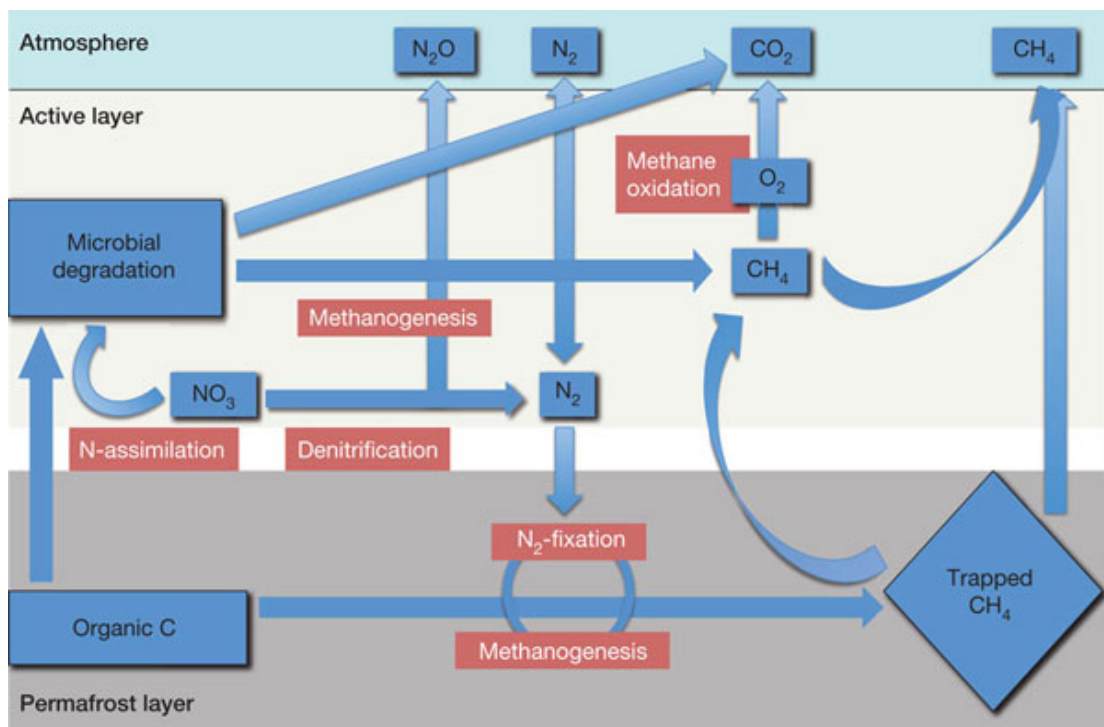 Atmosphere
N₂O
N₂
CO₂
CH₄
Active layer
Methane
oxidation
O₂
Microbial
degradation
CH₄
Methanogenesis
NO₃
N₂
N-assimilation
Denitrification
N₂-fixation
Trapped
CH₄
Organic C
Methanogenesis
Permafrost layer